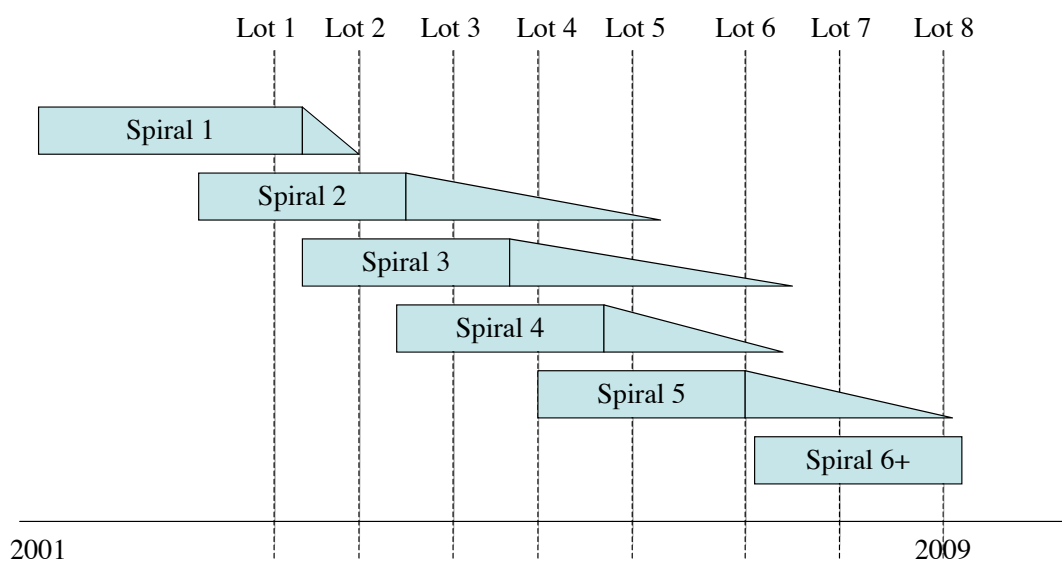 Lot 1 Lot 2 Lot 3 Lot 4 Lot 5 Lot 6 Lot 7 Lot 8
Spiral 1
Spiral 2
Spiral 3
Spiral 4
Spiral 5
Spiral 6+
2001 2009